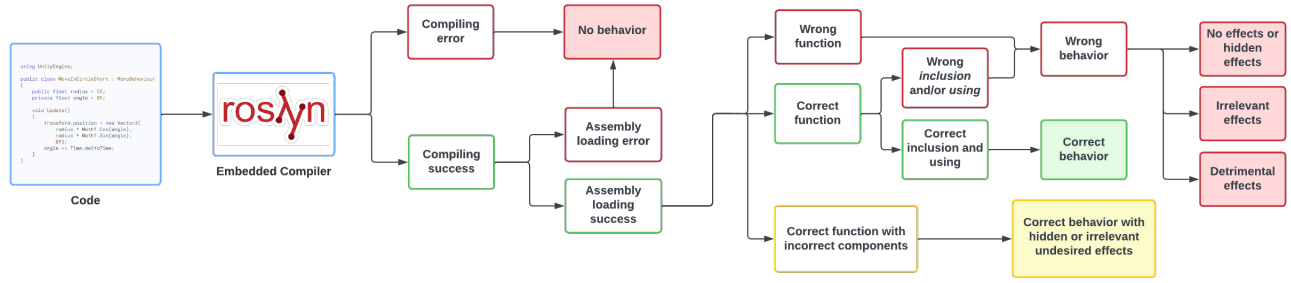 using UnityEngine;
public class MoveInCircleShort : MonoBehaviour
{
public float radius = 10;
private float angle = 0f;
void Update()
{
transform.position = new Vector3(
radius * Mathf.Cos(angle),
radius * Mathf.Sin(angle),
0f);
angle += Time.deltaTime;
}
}
Code
roslyn
Embedded Compiler
Compiling
error
Compiling
success
No behavior
Assembly
loading error
Assembly
loading
success
Wrong
function
Correct
function
Correct function with
incorrect components
Wrong
inclusion
and/or using
Correct
inclusion and
using
Wrong
behavior
Correct
behavior
Correct behavior with
hidden or irrelevant
undesired effects
No effects or
hidden
effects
Irrelevant
effects
Detrimental
effects